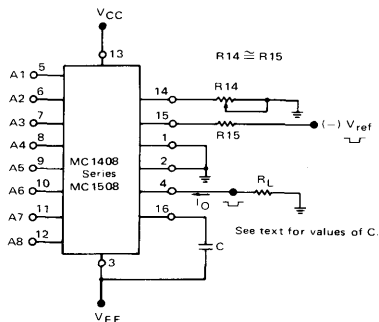 VCC
13
R14 ≅ R15
A1 5
A2 6
A3 7
A4 8
A5 9
A6 10
A7 11
A8 12
MC1408
Series
MC1508
14
R14
15
R15
(−) Vref
1
2
4
IO
RL
16
C
See text for values of C.
3
VEE